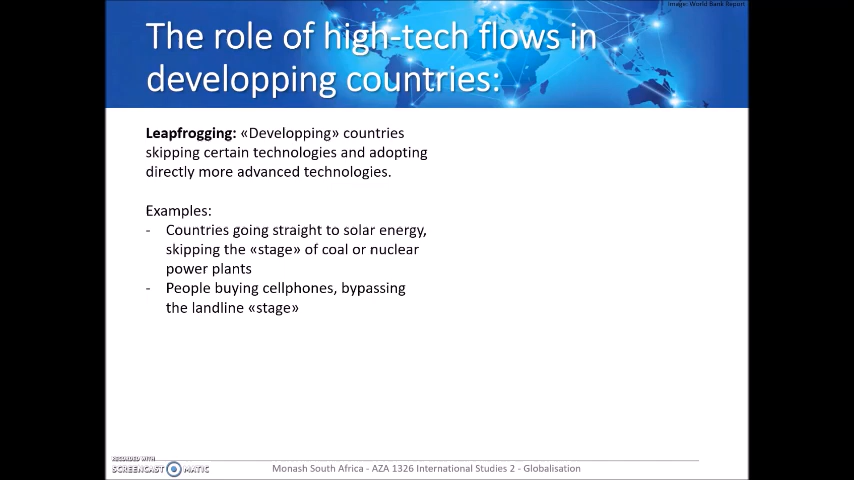 Image: World Bank Report
The role of high-tech flows in
developping countries:
Leapfrogging: «Developping» countries
skipping certain technologies and adopting
directly more advanced technologies.
Examples:
- Countries going straight to solar energy,
skipping the «stage» of coal or nuclear
power plants
- People buying cellphones, bypassing
the landline «stage»
RECORDED WITH
SCREENCAST MATIC
Monash South Africa - AZA 1326 International Studies 2 - Globalisation